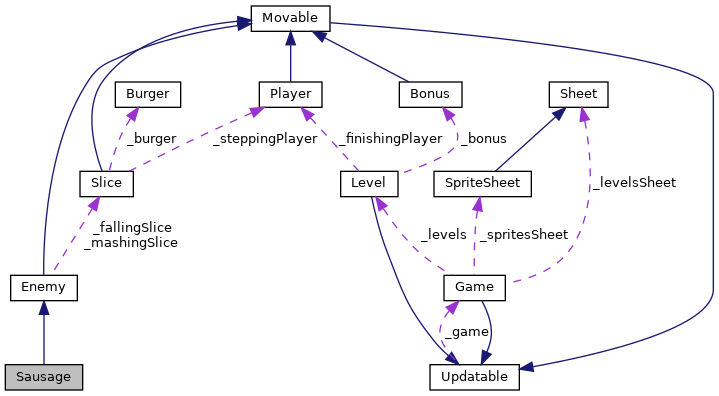 Movable
Burger
Player
Bonus
Sheet
_burger
_steppingPlayer
_finishingPlayer
_bonus
Slice
Level
SpriteSheet
_levelsSheet
_fallingSlice
_mashingSlice
_levels
_spritesSheet
Enemy
Game
_game
Sausage
Updatable